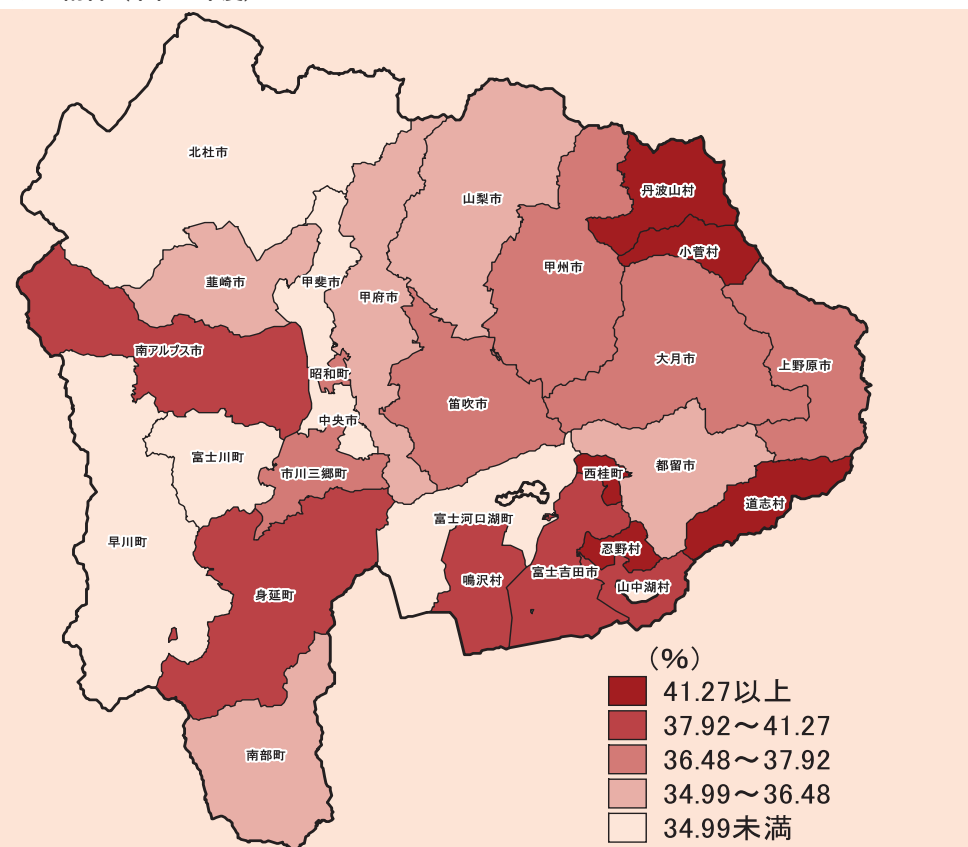 北杜市
山梨市
丹波山村
小菅村
甲州市
韮崎市
甲斐市
甲府市
南アルプス市
大月市
上野原市
昭和町
笛吹市
中央市
富士川町
市川三郷町
都留市
西桂町
道志村
富士河口湖町
早川町
忍野村
鳴沢村
富士吉田市
山中湖村
身延町
南部町
(%)
41.27以上
37.92～41.27
36.48～37.92
34.99～36.48
34.99未満